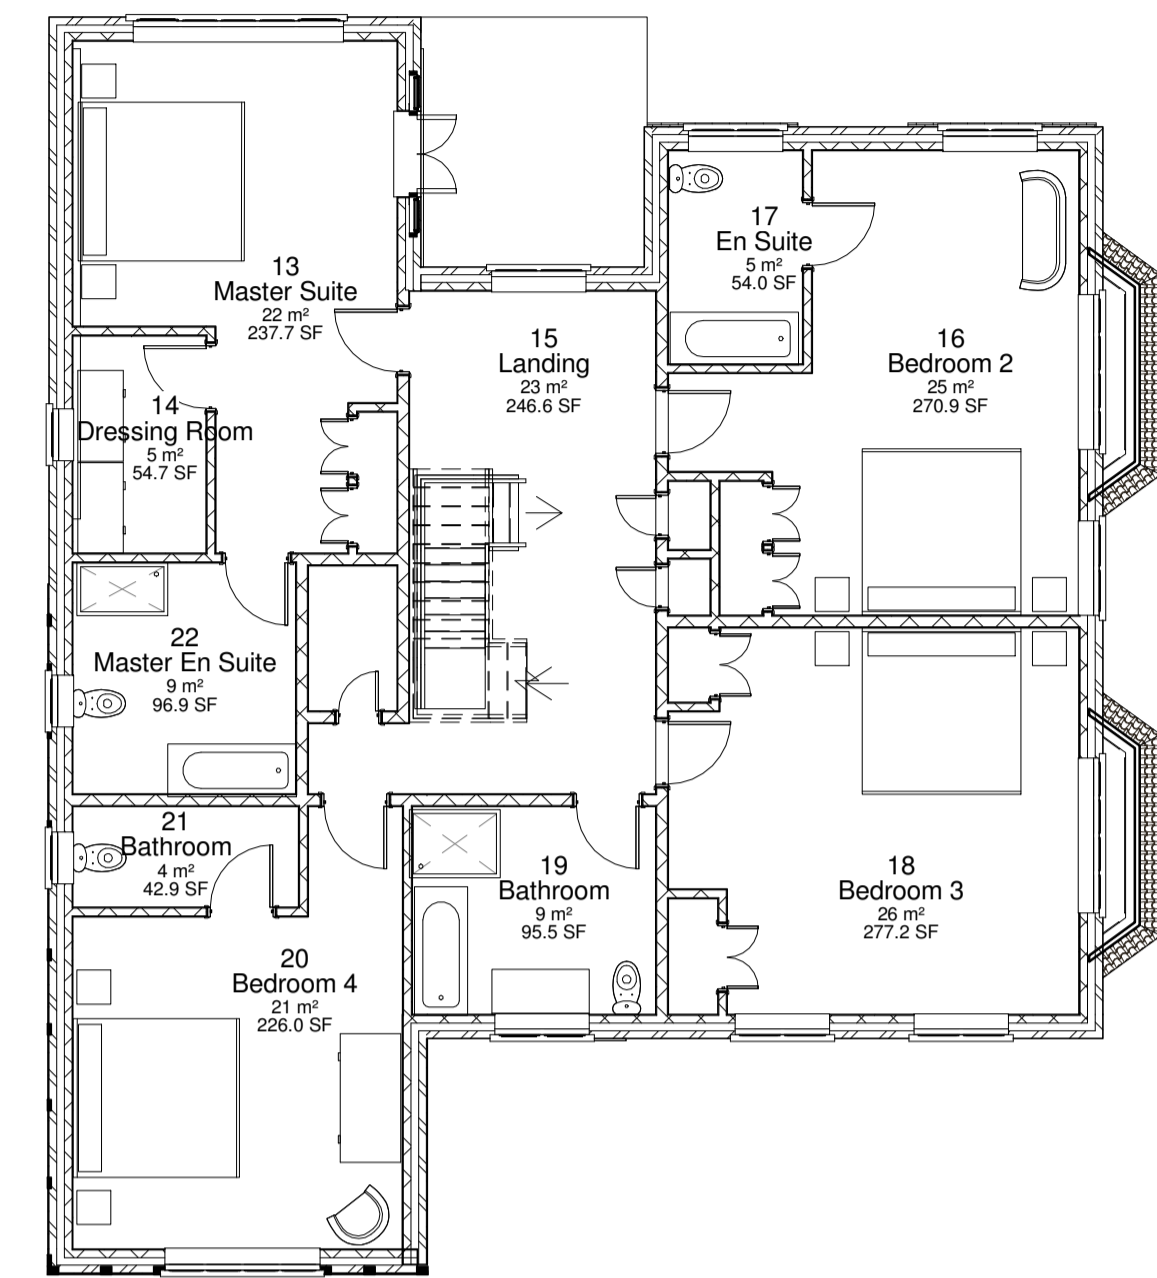 13
Master Suite
22 m²
237.7 SF
14
Dressing Room
5 m²
54.7 SF
15
Landing
23 m²
246.6 SF
17
En Suite
5 m²
54.0 SF
16
Bedroom 2
25 m²
270.9 SF
22
Master En Suite
9 m²
96.9 SF
21
Bathroom
4 m²
42.9 SF
19
Bathroom
9 m²
95.5 SF
18
Bedroom 3
26 m²
277.2 SF
20
Bedroom 4
21 m²
226.0 SF